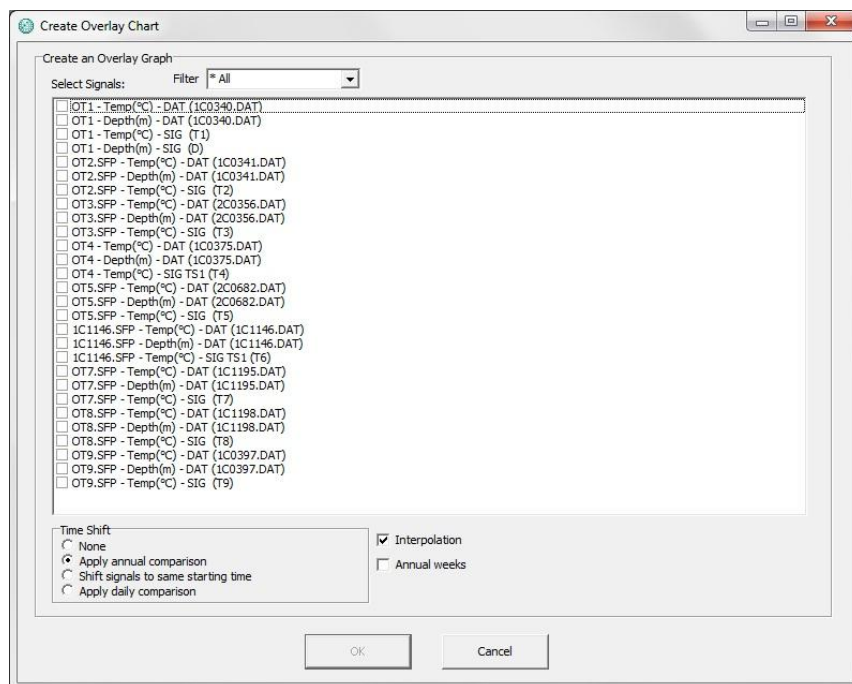 Create Overlay Chart
Create an Overlay Graph
Select Signals: Filter * All
OT1 - Temp(°C) - DAT (1C0340.DAT)
OT1 - Depth(m) - DAT (1C0340.DAT)
OT1 - Temp(°C) - SIG (T1)
OT1 - Depth(m) - SIG (D)
OT2.SFP - Temp(°C) - DAT (1C0341.DAT)
OT2.SFP - Depth(m) - DAT (1C0341.DAT)
OT2.SFP - Temp(°C) - SIG (T2)
OT3.SFP - Temp(°C) - DAT (2C0356.DAT)
OT3.SFP - Depth(m) - DAT (2C0356.DAT)
OT3.SFP - Temp(°C) - SIG (T3)
OT4 - Temp(°C) - DAT (1C0375.DAT)
OT4 - Depth(m) - DAT (1C0375.DAT)
OT4 - Temp(°C) - SIG TS1 (T4)
OT5.SFP - Temp(°C) - DAT (2C0682.DAT)
OT5.SFP - Depth(m) - DAT (2C0682.DAT)
OT5.SFP - Temp(°C) - SIG (T5)
1C1146.SFP - Temp(°C) - DAT (1C1146.DAT)
1C1146.SFP - Depth(m) - DAT (1C1146.DAT)
1C1146.SFP - Temp(°C) - SIG TS1 (T6)
OT7.SFP - Temp(°C) - DAT (1C1195.DAT)
OT7.SFP - Depth(m) - DAT (1C1195.DAT)
OT7.SFP - Temp(°C) - SIG (T7)
OT8.SFP - Temp(°C) - DAT (1C1198.DAT)
OT8.SFP - Depth(m) - DAT (1C1198.DAT)
OT8.SFP - Temp(°C) - SIG (T8)
OT9.SFP - Temp(°C) - DAT (1C0397.DAT)
OT9.SFP - Depth(m) - DAT (1C0397.DAT)
OT9.SFP - Temp(°C) - SIG (T9)
Time Shift
None
Apply annual comparison
Shift signals to same starting time
Apply daily comparison
Interpolation
Annual weeks
OK
Cancel